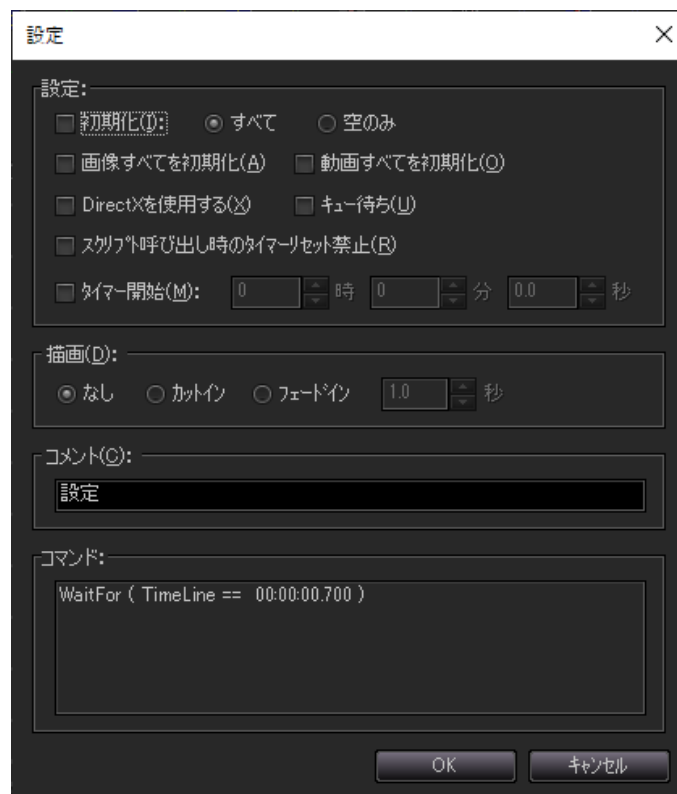 設定
設定:
初期化(I): すべて 空のみ
画像すべてを初期化(A) 動画すべてを初期化(O)
DirectXを使用する(X) キュー待ち(U)
スクリプト呼び出し時のタイマーリセット禁止(R)
タイマー開始(M): 0 時 0 分 0.0 秒
描画(D):
なし カットイン フェードイン 1.0 秒
コメント(C):
設定
コマンド:
WaitFor ( TimeLine == 00:00:00.700 )
OK キャンセル